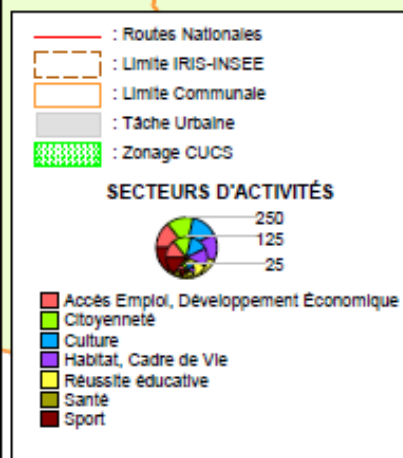 : Routes Nationales
: Limite IRIS-INSEE
: Limite Communale
: Tâche Urbaine
: Zonage CUCS
SECTEURS D'ACTIVITÉS
250
125
25
Accès Emploi, Développement Économique
Citoyenneté
Culture
Habitat, Cadre de Vie
Réussite éducative
Santé
Sport